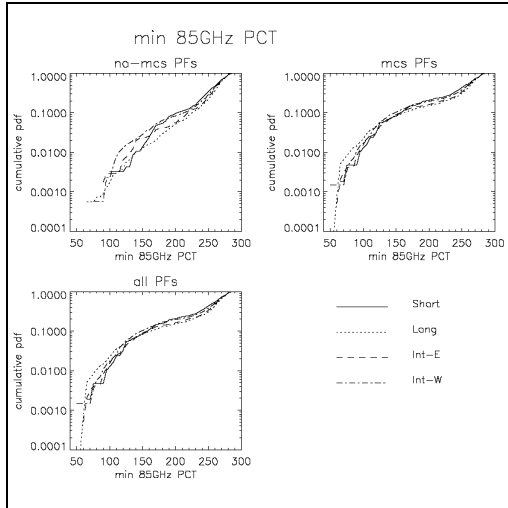 min 85GHz PCT
no-mcs PFs
mcs PFs
1.0000
0.1000
0.0100
0.0010
0.0001
cumulative pdf
50 100 150 200 250 300
min 85GHz PCT
1.0000
0.1000
0.0100
0.0010
0.0001
cumulative pdf
50 100 150 200 250 300
min 85GHz PCT
all PFs
1.0000
0.1000
0.0100
0.0010
0.0001
cumulative pdf
50 100 150 200 250 300
min 85GHz PCT
Short
Long
Int-E
Int-W